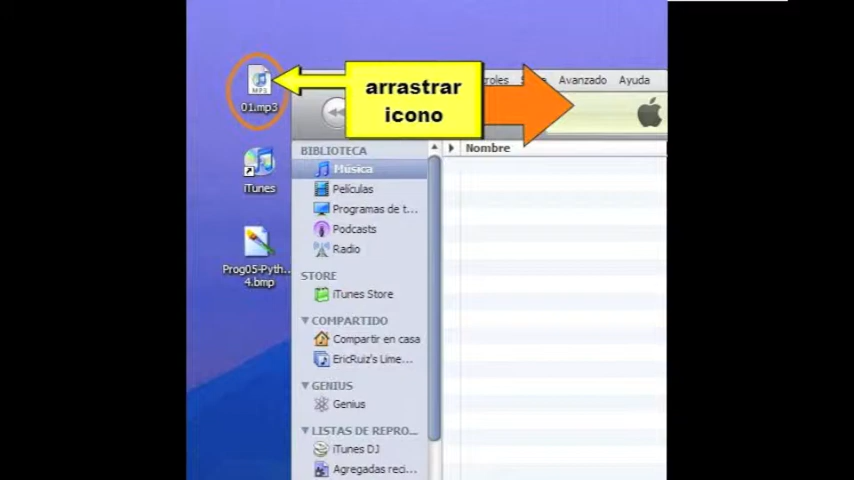 arrastrar
icono
MP3
01.mp3
iTunes
Prog05-Pyth...
4.bmp
Avanzado
Ayuda
BIBLIOTECA
Nombre
Música
Películas
Programas de t...
Podcasts
Radio
STORE
iTunes Store
COMPARTIDO
Compartir en casa
EricRuiz's Lime...
GENIUS
Genius
LISTAS DE REPRO...
iTunes DJ
Agregadas reci...